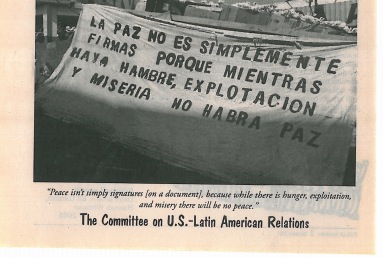 LA PAZ NO ES SIMPLEMENTE
FIRMAS PORQUE MIENTRAS
HAYA HAMBRE, EXPLOTACION
Y MISERIA NO HABRA PAZ
"Peace isn't simply signatures [on a document], because while there is hunger, exploitation,
and misery there will be no peace."
The Committee on U.S.-Latin American Relations